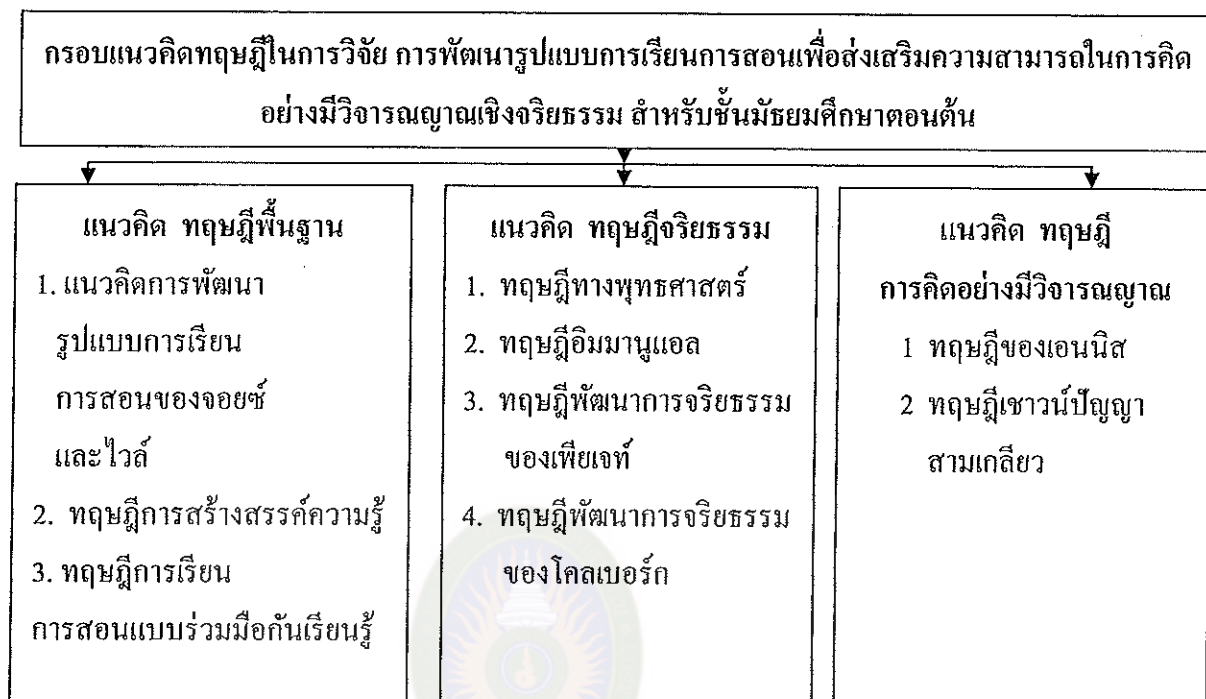 กรอบแนวคิดทฤษฎีในการวิจัย การพัฒนารูปแบบการเรียนการสอนเพื่อส่งเสริมความสามารถในการคิด
อย่างมีวิจารณญาณเชิงจริยธรรม สำหรับชั้นมัธยมศึกษาตอนต้น
แนวคิด ทฤษฎีพื้นฐาน
1. แนวคิดการพัฒนา
รูปแบบการเรียน
การสอนของจอยซ์
และไวล์
2. ทฤษฎีการสร้างสรรค์ความรู้
3. ทฤษฎีการเรียน
การสอนแบบร่วมมือกันเรียนรู้
แนวคิด ทฤษฎีจริยธรรม
1. ทฤษฎีทางพุทธศาสตร์
2. ทฤษฎีอิมมานูแอล
3. ทฤษฎีพัฒนาการจริยธรรม
ของเพียเจท์
4. ทฤษฎีพัฒนาการจริยธรรม
ของโคลเบอร์ก
แนวคิด ทฤษฎี
การคิดอย่างมีวิจารณญาณ
1 ทฤษฎีของเอนนิส
2 ทฤษฎีเชาวน์ปัญญา
สามเกลียว